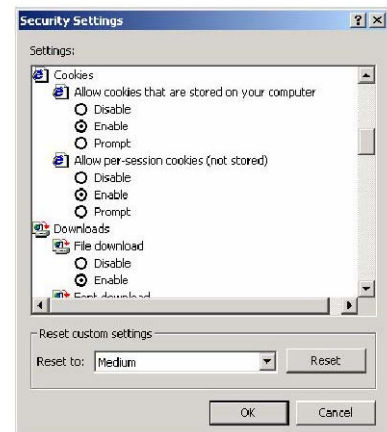 Security Settings
Settings:
Cookies
Allow cookies that are stored on your computer
Disable
Enable
Prompt
Allow per-session cookies (not stored)
Disable
Enable
Prompt
Downloads
File download
Disable
Enable
Font download
Reset custom settings
Reset to: Medium Reset
OK Cancel